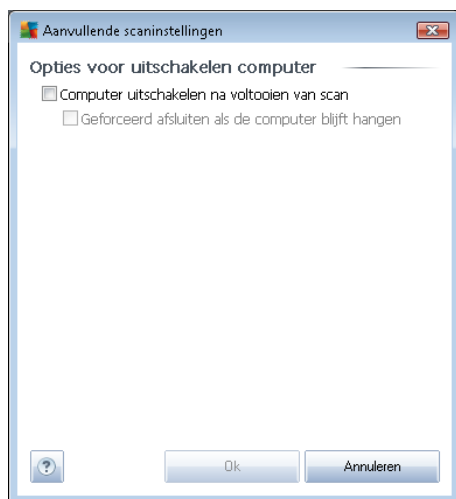 Aanvullende scaninstellingen
Opties voor uitschakelen computer
Computer uitschakelen na voltooien van scan
Geforceerd afsluiten als de computer blijft hangen
?
Ok
Annuleren